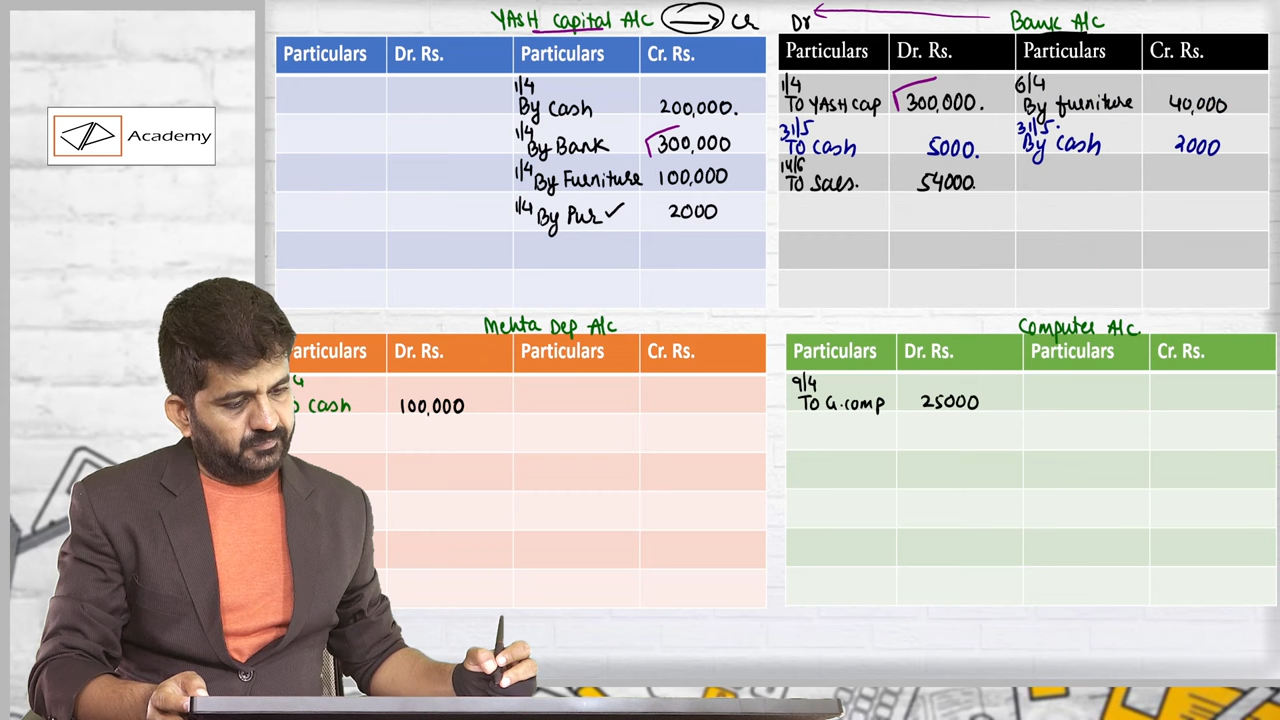 Academy
YASH Capital A/c
Cr
Particulars Dr. Rs. Particulars Cr. Rs.
1/4
By Cash 200,000.
1/4
By Bank 300,000
1/4 By Furniture 100,000
1/4 By Pur ✓ 2000
Dr
Bank A/c
Particulars Dr. Rs. Particulars Cr. Rs.
1/4 6/4
To YASH Cap 300,000. By furniture 40,000
31/5 31/5.
To Cash 5000. By Cash 2000
14/6
To Sales. 54000.
Mehta Dep A/c
articulars Dr. Rs. Particulars Cr. Rs.
Cash 100,000
Computer A/c
Particulars Dr. Rs. Particulars Cr. Rs.
9/4
To G.comp 25000